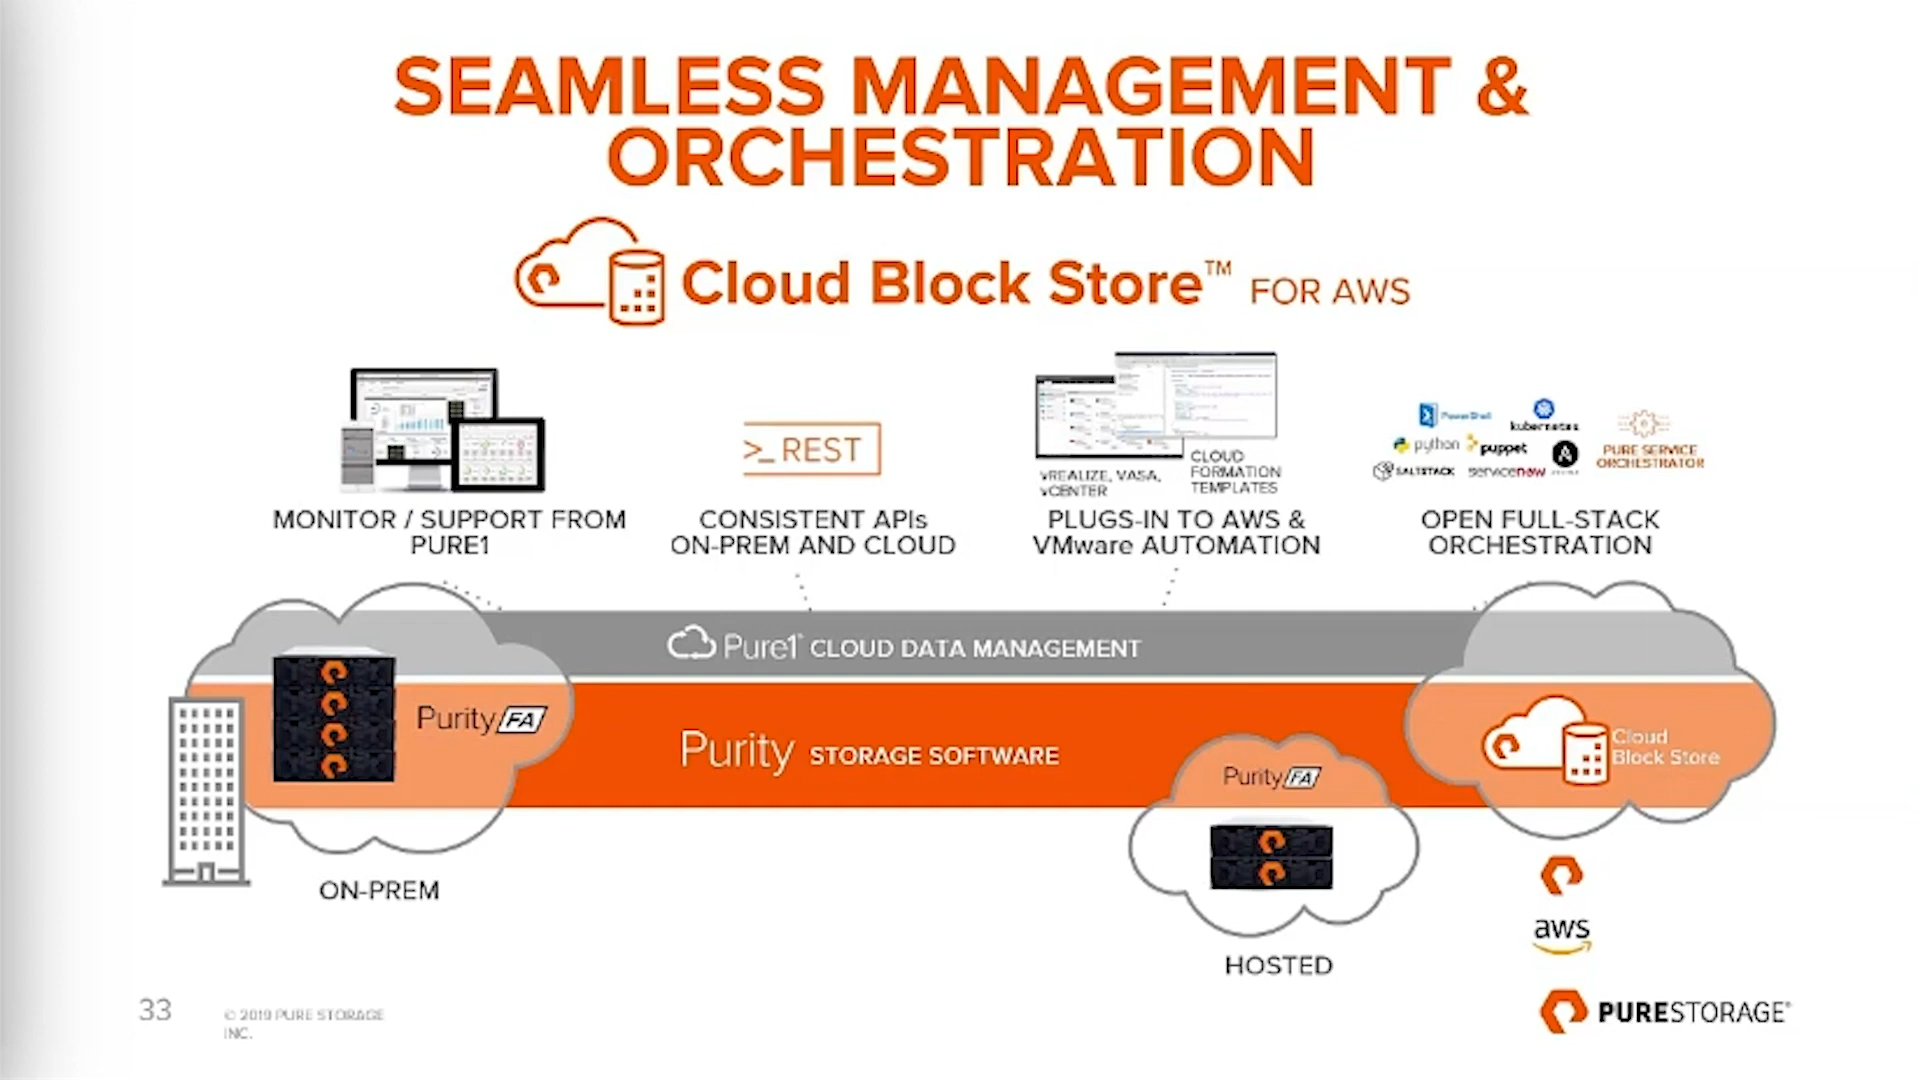 SEAMLESS MANAGEMENT &
ORCHESTRATION
Cloud Block Store™ FOR AWS
>_ REST
vREALIZE, VASA,
vCENTER
CLOUD
FORMATION
TEMPLATES
PowerShell
kubernetes
python
puppet
SALTSTACK
servicenow
PURE SERVICE
ORCHESTRATOR
MONITOR / SUPPORT FROM
PURE1
CONSISTENT APIs
ON-PREM AND CLOUD
PLUGS-IN TO AWS &
VMware AUTOMATION
OPEN FULL-STACK
ORCHESTRATION
Pure1® CLOUD DATA MANAGEMENT
Purity FA
Purity STORAGE SOFTWARE
Purity FA
Cloud
Block Store
ON-PREM
HOSTED
aws
33
© 2019 PURE STORAGE
INC.
PURESTORAGE®